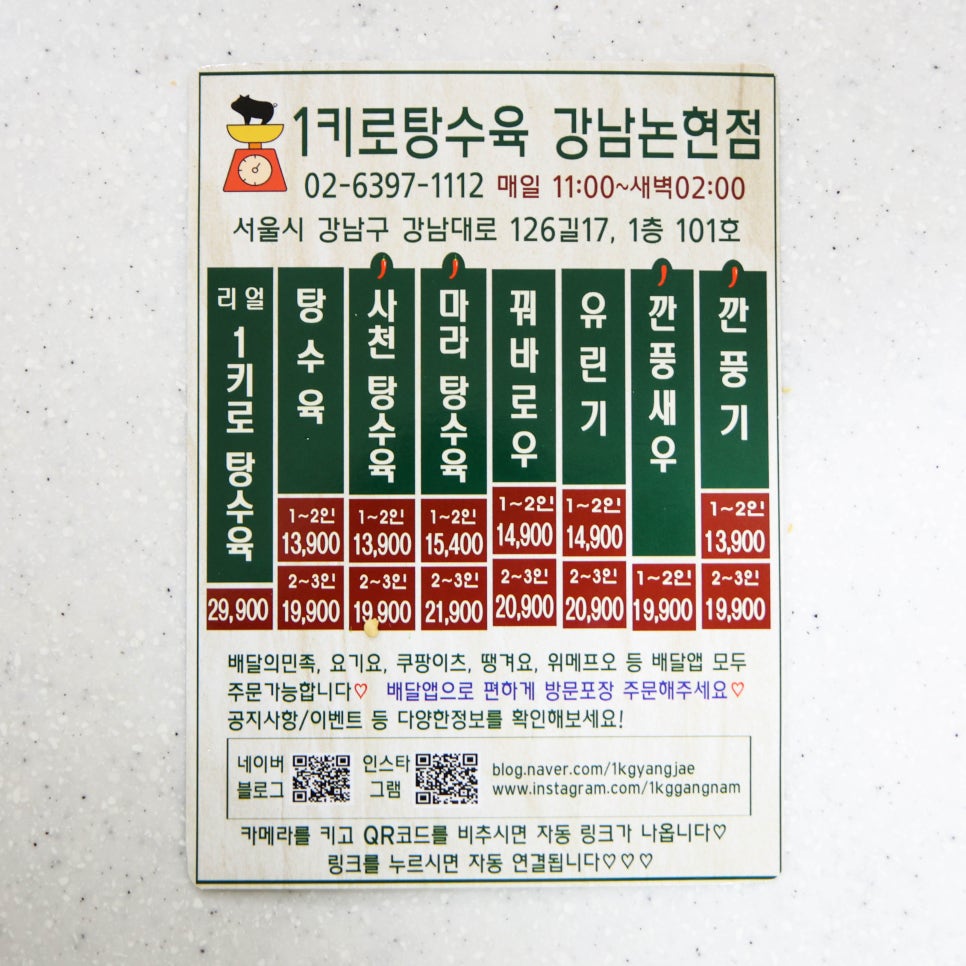 1키로탕수육 강남논현점
02-6397-1112 매일 11:00~새벽02:00
서울시 강남구 강남대로 126길17, 1층 101호
리얼 1키로 탕수육
29,900
탕수육
1~2인
13,900
2~3인
19,900
사천 탕수육
1~2인
13,900
2~3인
19,900
마라 탕수육
1~2인
15,400
2~3인
21,900
꿔바로우
1~2인
14,900
2~3인
20,900
유린기
1~2인
14,900
2~3인
20,900
깐풍새우
1~2인
19,900
깐풍기
1~2인
13,900
2~3인
19,900
배달의민족, 요기요, 쿠팡이츠, 땡겨요, 위메프오 등 배달앱 모두
주문가능합니다♡ 배달앱으로 편하게 방문포장 주문해주세요♡
공지사항/이벤트 등 다양한정보를 확인해보세요!
네이버
블로그
인스타
그램
blog.naver.com/1kgyangjae
www.instagram.com/1kggangnam
카메라를 키고 QR코드를 비추시면 자동 링크가 나옵니다♡
링크를 누르시면 자동 연결됩니다♡♡♡